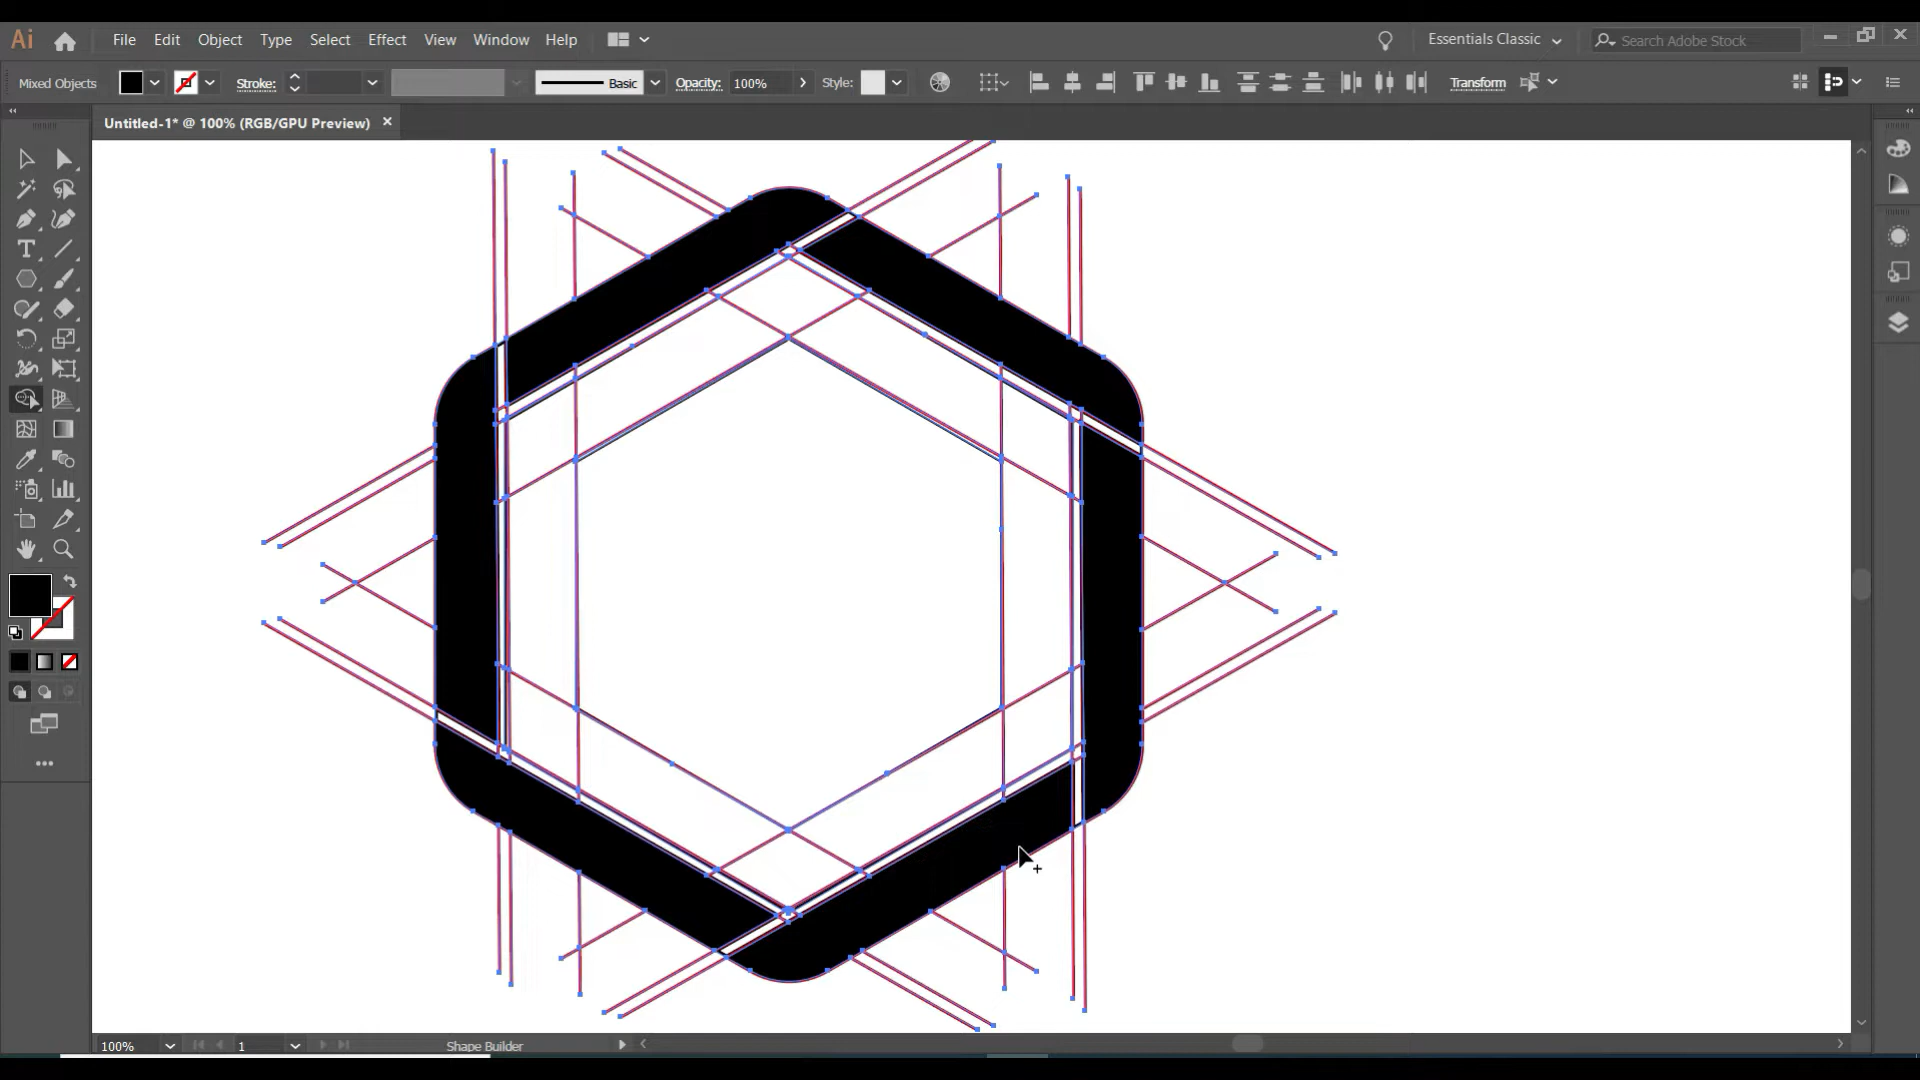 Ai File Edit Object Type Select Effect View Window Help Essentials Classic Search Adobe Stock
Mixed Objects Stroke: Basic Opacity: 100% Style: Transform
Untitled-1* @ 100% (RGB/GPU Preview) ×
100% 1 Shape Builder